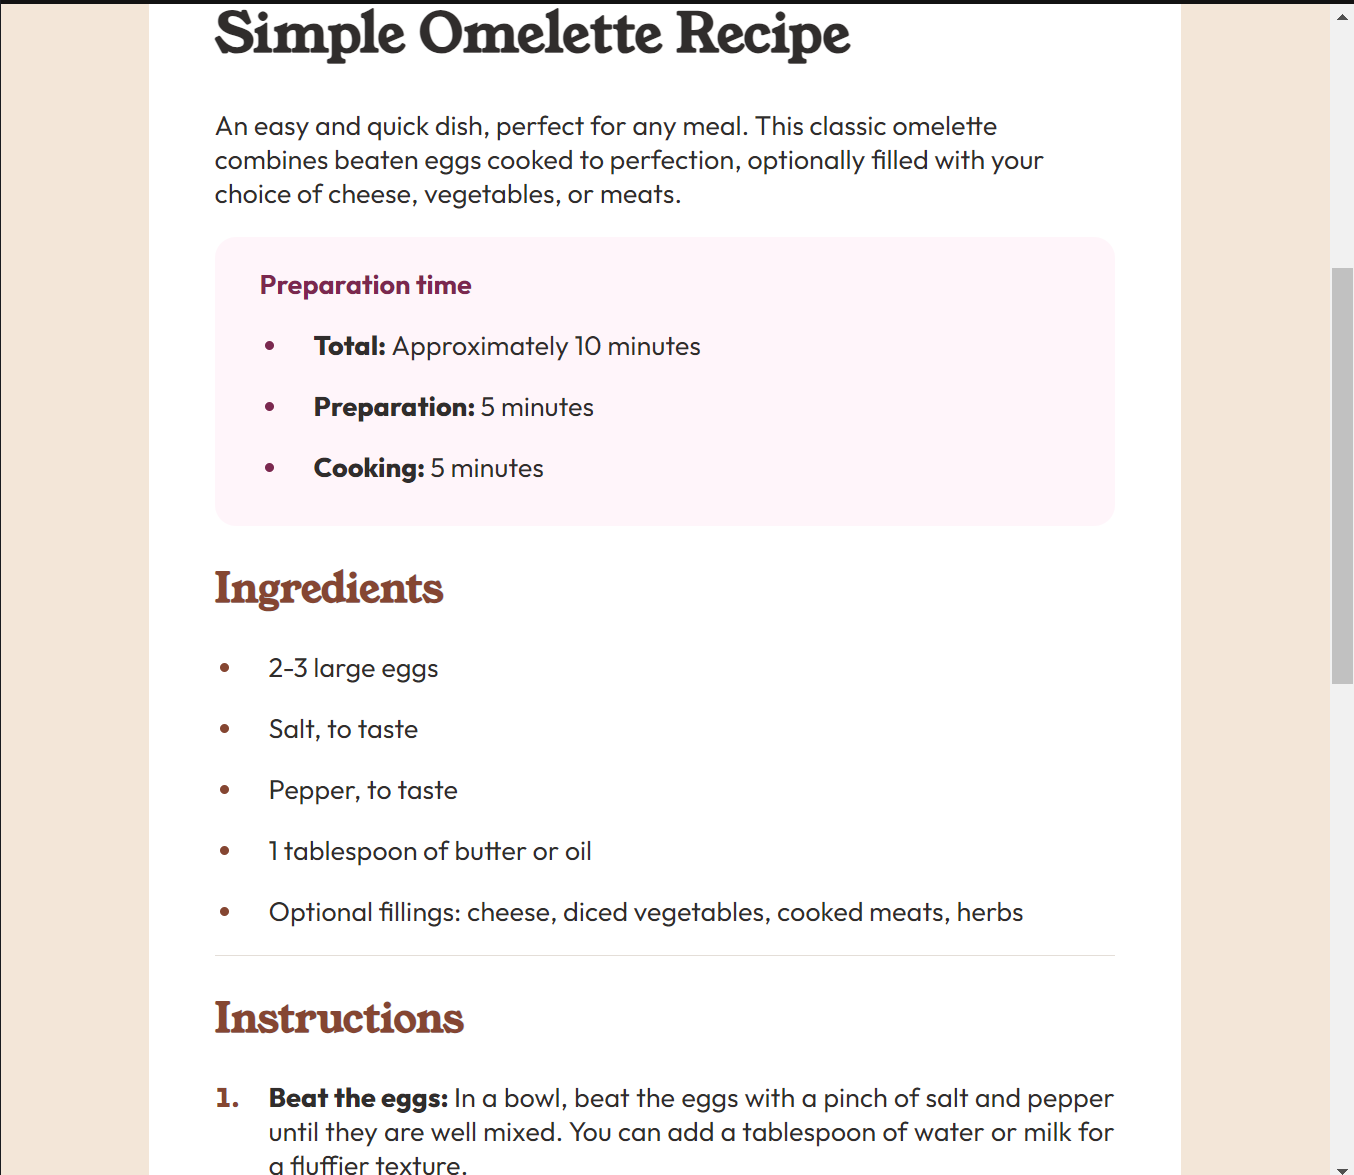 Simple Omelette Recipe
An easy and quick dish, perfect for any meal. This classic omelette
combines beaten eggs cooked to perfection, optionally filled with your
choice of cheese, vegetables, or meats.
Preparation time
Total: Approximately 10 minutes
Preparation: 5 minutes
Cooking: 5 minutes
Ingredients
2-3 large eggs
Salt, to taste
Pepper, to taste
1 tablespoon of butter or oil
Optional fillings: cheese, diced vegetables, cooked meats, herbs
Instructions
1. Beat the eggs: In a bowl, beat the eggs with a pinch of salt and pepper
until they are well mixed. You can add a tablespoon of water or milk for
a fluffier texture.